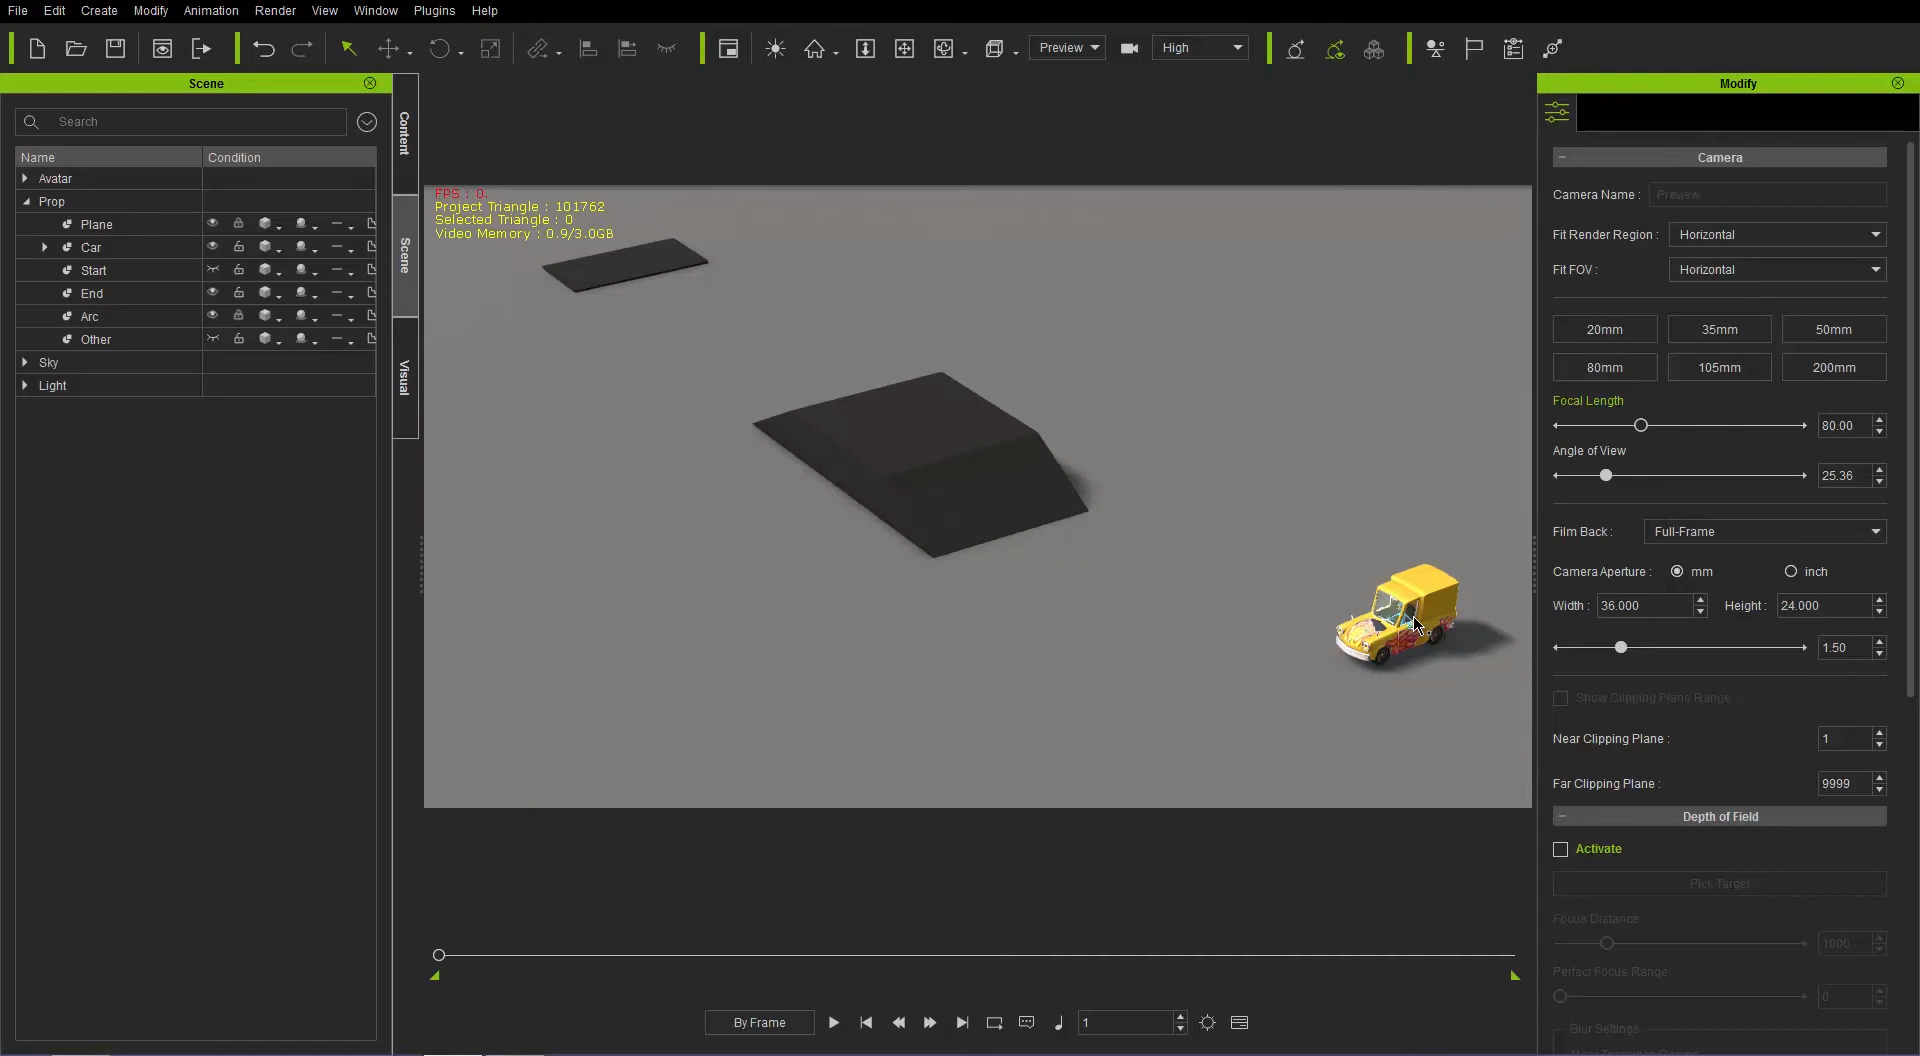 File Edit Create Modify Animation Render View Window Plugins Help
Preview High
Scene
Search
Name Condition
Avatar
Prop
Plane
Car
Start
End
Arc
Other
Sky
Light
Content
Scene
Visual
FPS : 0.
Project Triangle : 101762
Selected Triangle : 0
Video Memory : 0.9/3.0GB
By Frame 1
Modify
Camera
Camera Name : Preview
Fit Render Region : Horizontal
Fit FOV : Horizontal
20mm 35mm 50mm
80mm 105mm 200mm
Focal Length
80.00
Angle of View
25.36
Film Back : Full-Frame
Camera Aperture : mm inch
Width : 36.000 Height : 24.000
1.50
Show Clipping Plane Range
Near Clipping Plane : 1
Far Clipping Plane : 9999
Depth of Field
Activate
Pick Target
Focus Distance
1000
Perfect Focus Range
0
Blur Settings